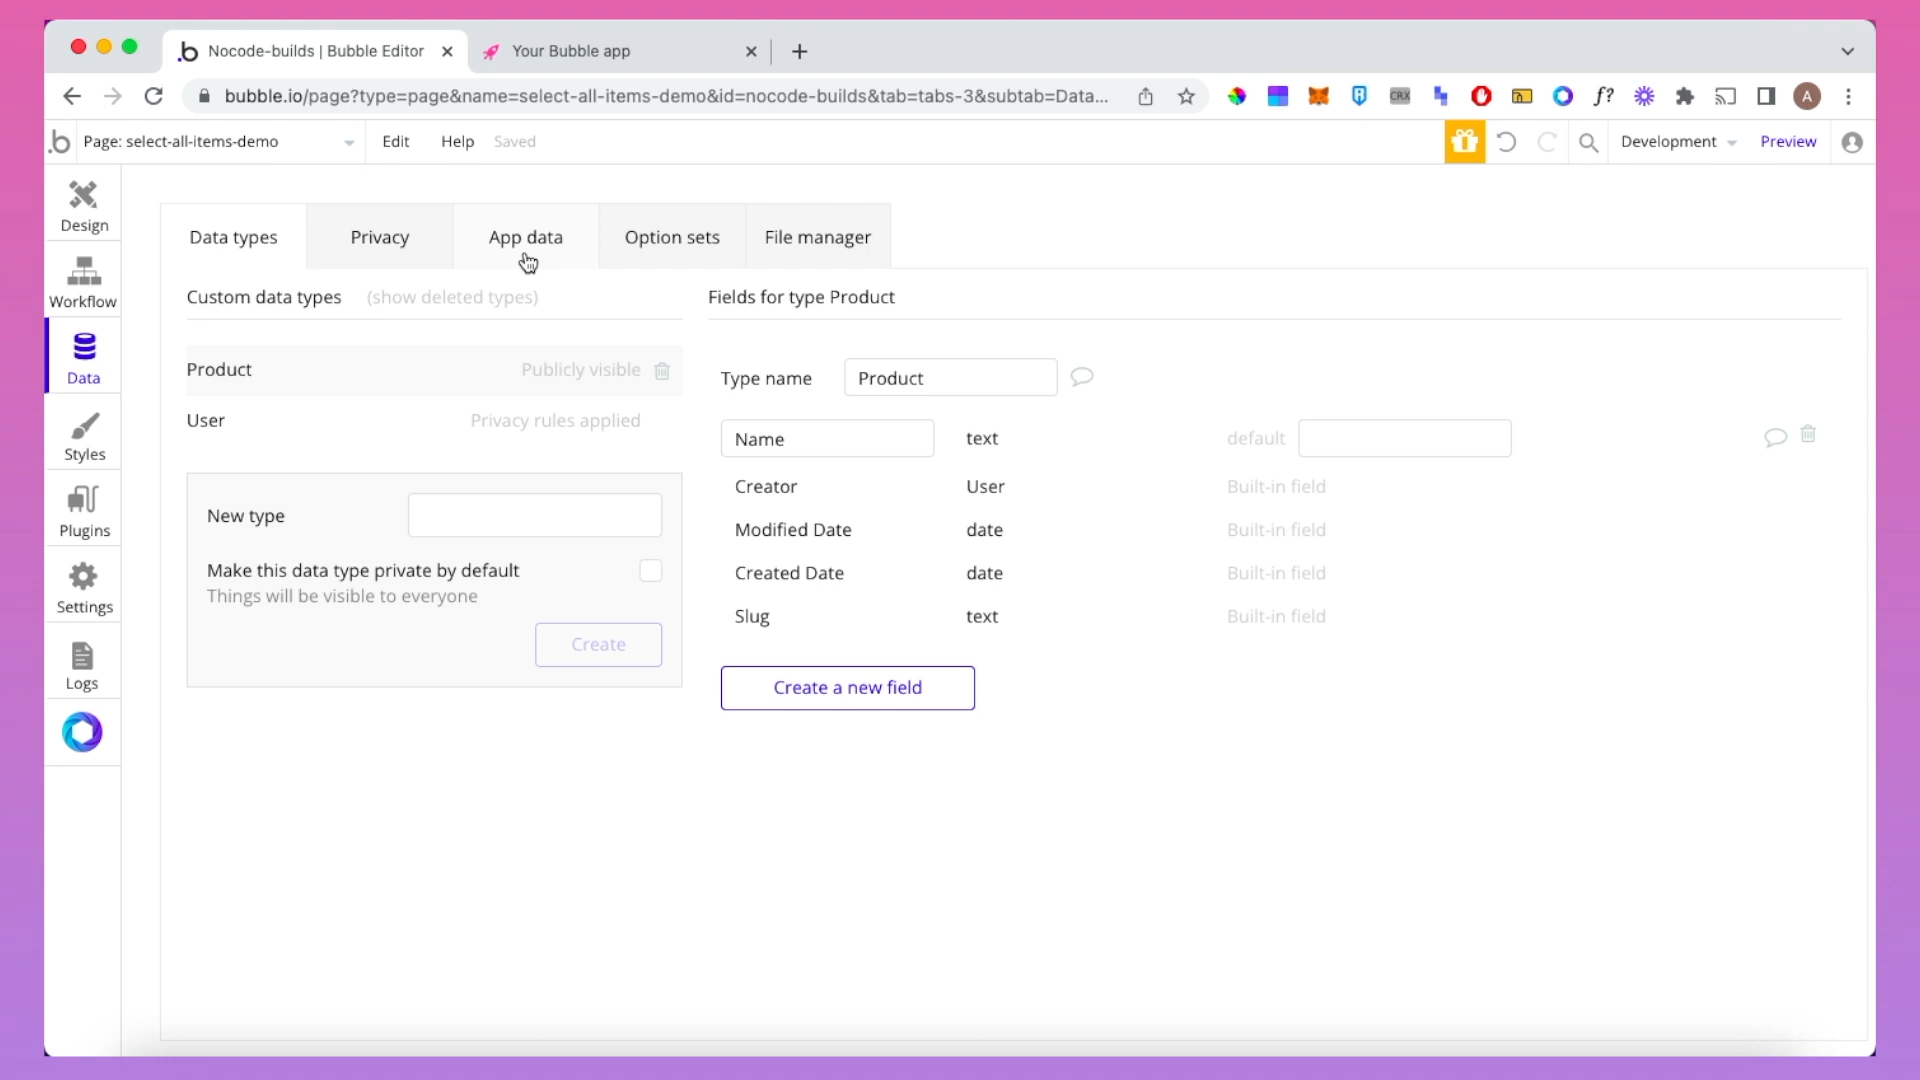 Nocode-builds | Bubble Editor
Your Bubble app
bubble.io/page?type=page&name=select-all-items-demo&id=nocode-builds&tab=tabs-3&subtab=Data...
CRX
f?
A
Page: select-all-items-demo
Edit
Help
Saved
Development
Preview
Design
Workflow
Data
Styles
Plugins
Settings
Logs
Data types
Privacy
App data
Option sets
File manager
Custom data types
(show deleted types)
Product
Publicly visible
User
Privacy rules applied
New type
Make this data type private by default
Things will be visible to everyone
Create
Fields for type Product
Type name
Product
Name
text
default
Creator
User
Built-in field
Modified Date
date
Built-in field
Created Date
date
Built-in field
Slug
text
Built-in field
Create a new field